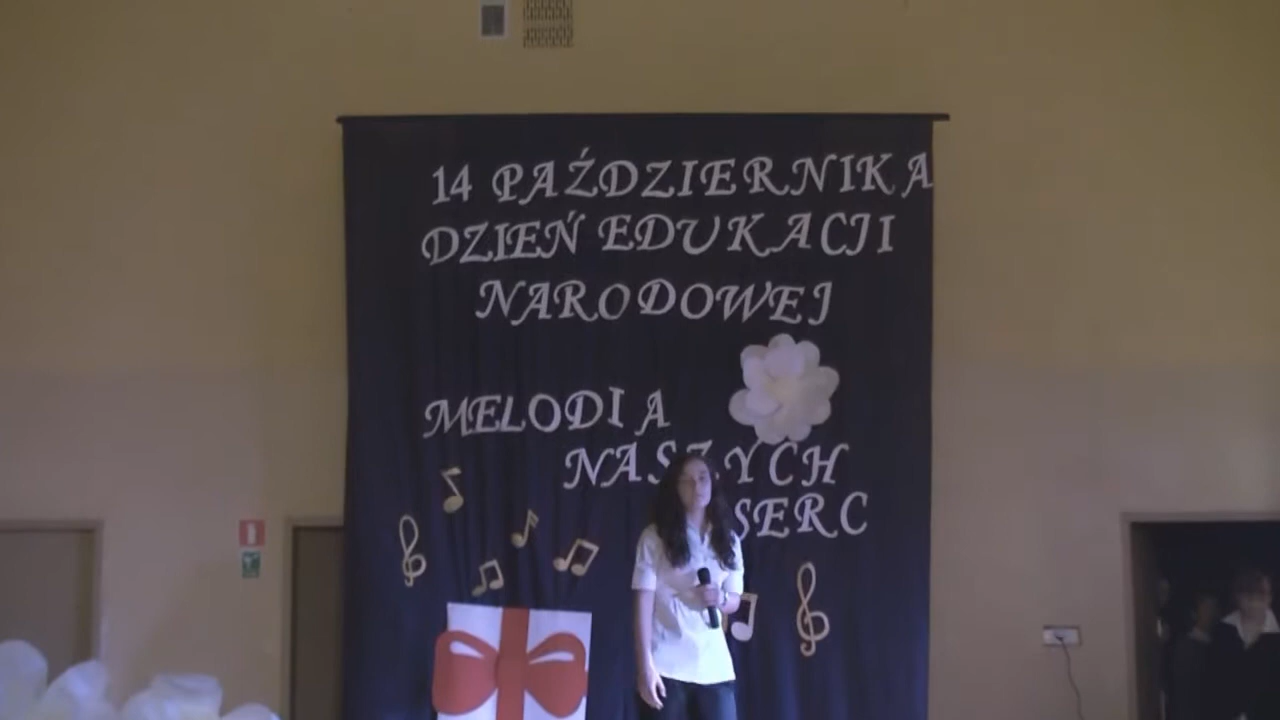 14 PAŹDZIERNIKA
DZIEŃ EDUKACJI
NARODOWEJ
MELODIA
NASZYCH
SERC